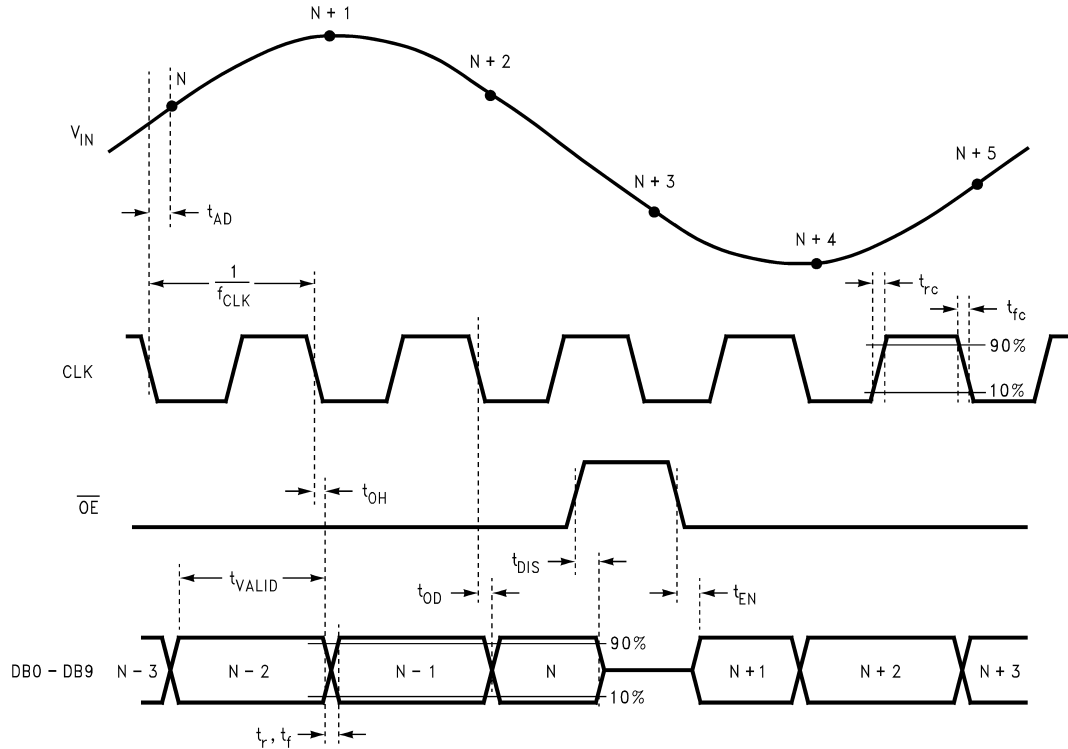 N + 1
N + 2
N
V_IN
N + 5
N + 3
t_AD
N + 4
1
f_CLK
t_rc
t_fc
90%
CLK
10%
OE
t_OH
t_DIS
t_VALID
t_OD
t_EN
90%
DB0 – DB9 N – 3 N – 2 N – 1 N N + 1 N + 2 N + 3
10%
t_r , t_f